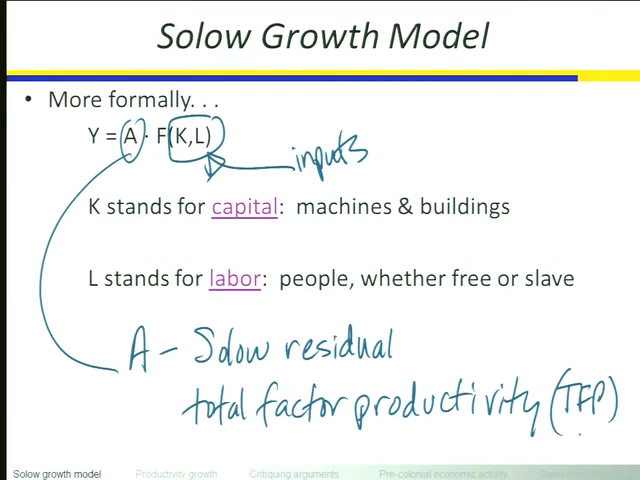 Solow Growth Model
• More formally. . .
Y = A · F(K,L)
inputs
K stands for capital: machines & buildings
L stands for labor: people, whether free or slave
A – Solow residual
total factor productivity (TFP)
Solow growth model Productivity growth Critiquing arguments Pre-colonial economic activity